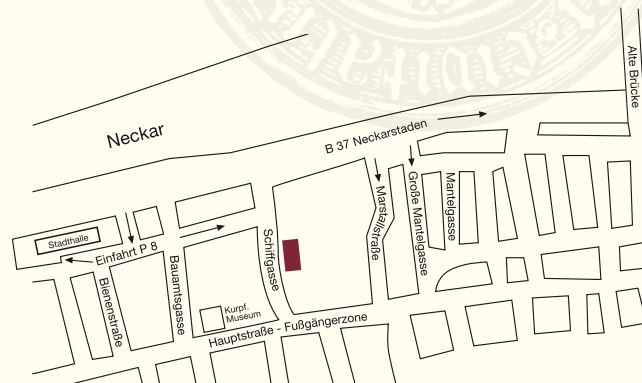 Neckar
B 37 Neckarstaden
Alte Brücke
Stadthalle
Einfahrt P 8
Bienenstraße
Bauamtsgasse
Schiffgasse
Marstallstraße
Große Mantelgasse
Mantelgasse
Kurpf.
Museum
Hauptstraße - Fußgängerzone